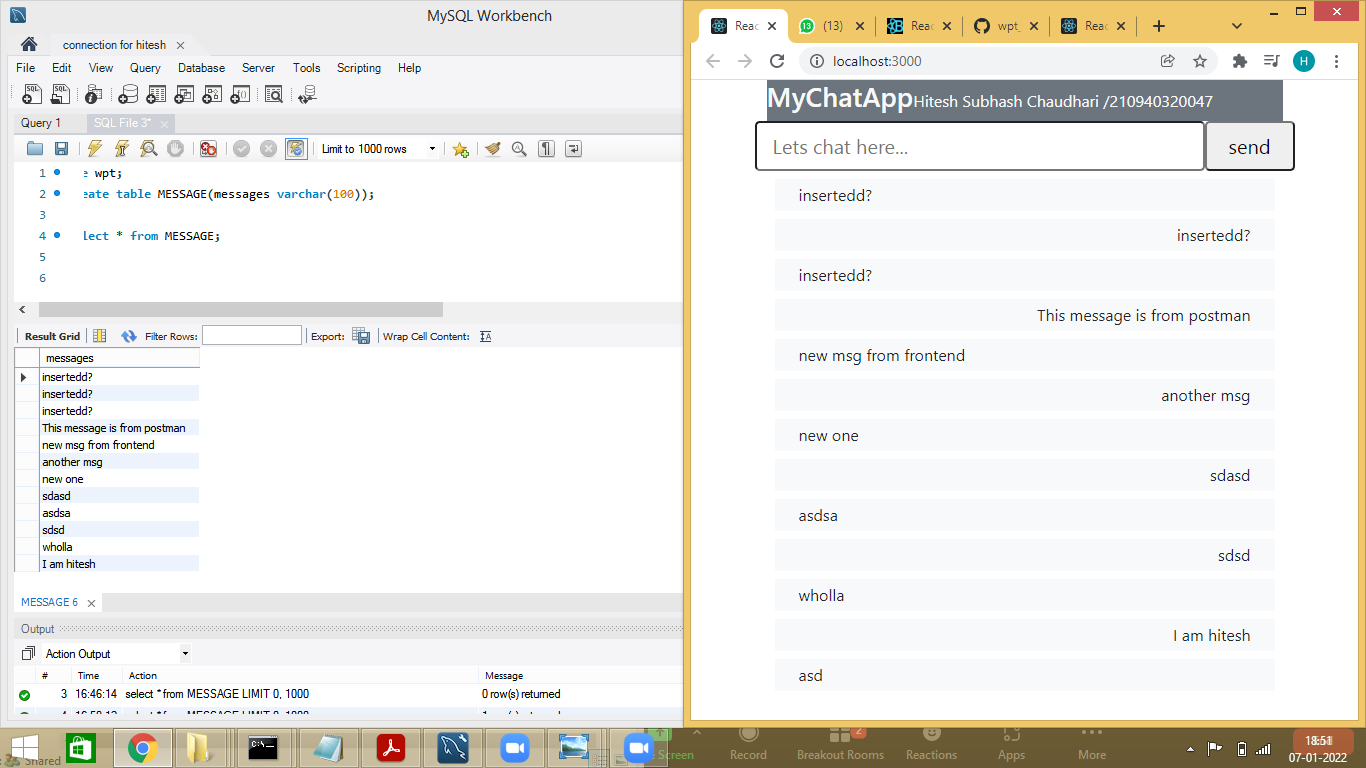 MySQL Workbench
connection for hitesh
File Edit View Query Database Server Tools Scripting Help
Query 1 SQL File 3*
Limit to 1000 rows
1 e wpt;
2 eate table MESSAGE(messages varchar(100));
3
4 lect * from MESSAGE;
5
6
Result Grid Filter Rows: Export: Wrap Cell Content:
messages
insertedd?
insertedd?
insertedd?
This message is from postman
new msg from frontend
another msg
new one
sdasd
asdsa
sdsd
wholla
I am hitesh
MESSAGE 6
Output
Action Output
# Time Action Message
3 16:46:14 select * from MESSAGE LIMIT 0, 1000 0 row(s) returned
Reac (13) Reac wpt_ Reac
localhost:3000
H
MyChatApp Hitesh Subhash Chaudhari /210940320047
Lets chat here... send
insertedd?
insertedd?
insertedd?
This message is from postman
new msg from frontend
another msg
new one
sdasd
asdsa
sdsd
wholla
I am hitesh
asd
Shared
Screen Record Breakout Rooms 2 Reactions Apps More
18:51
07-01-2022